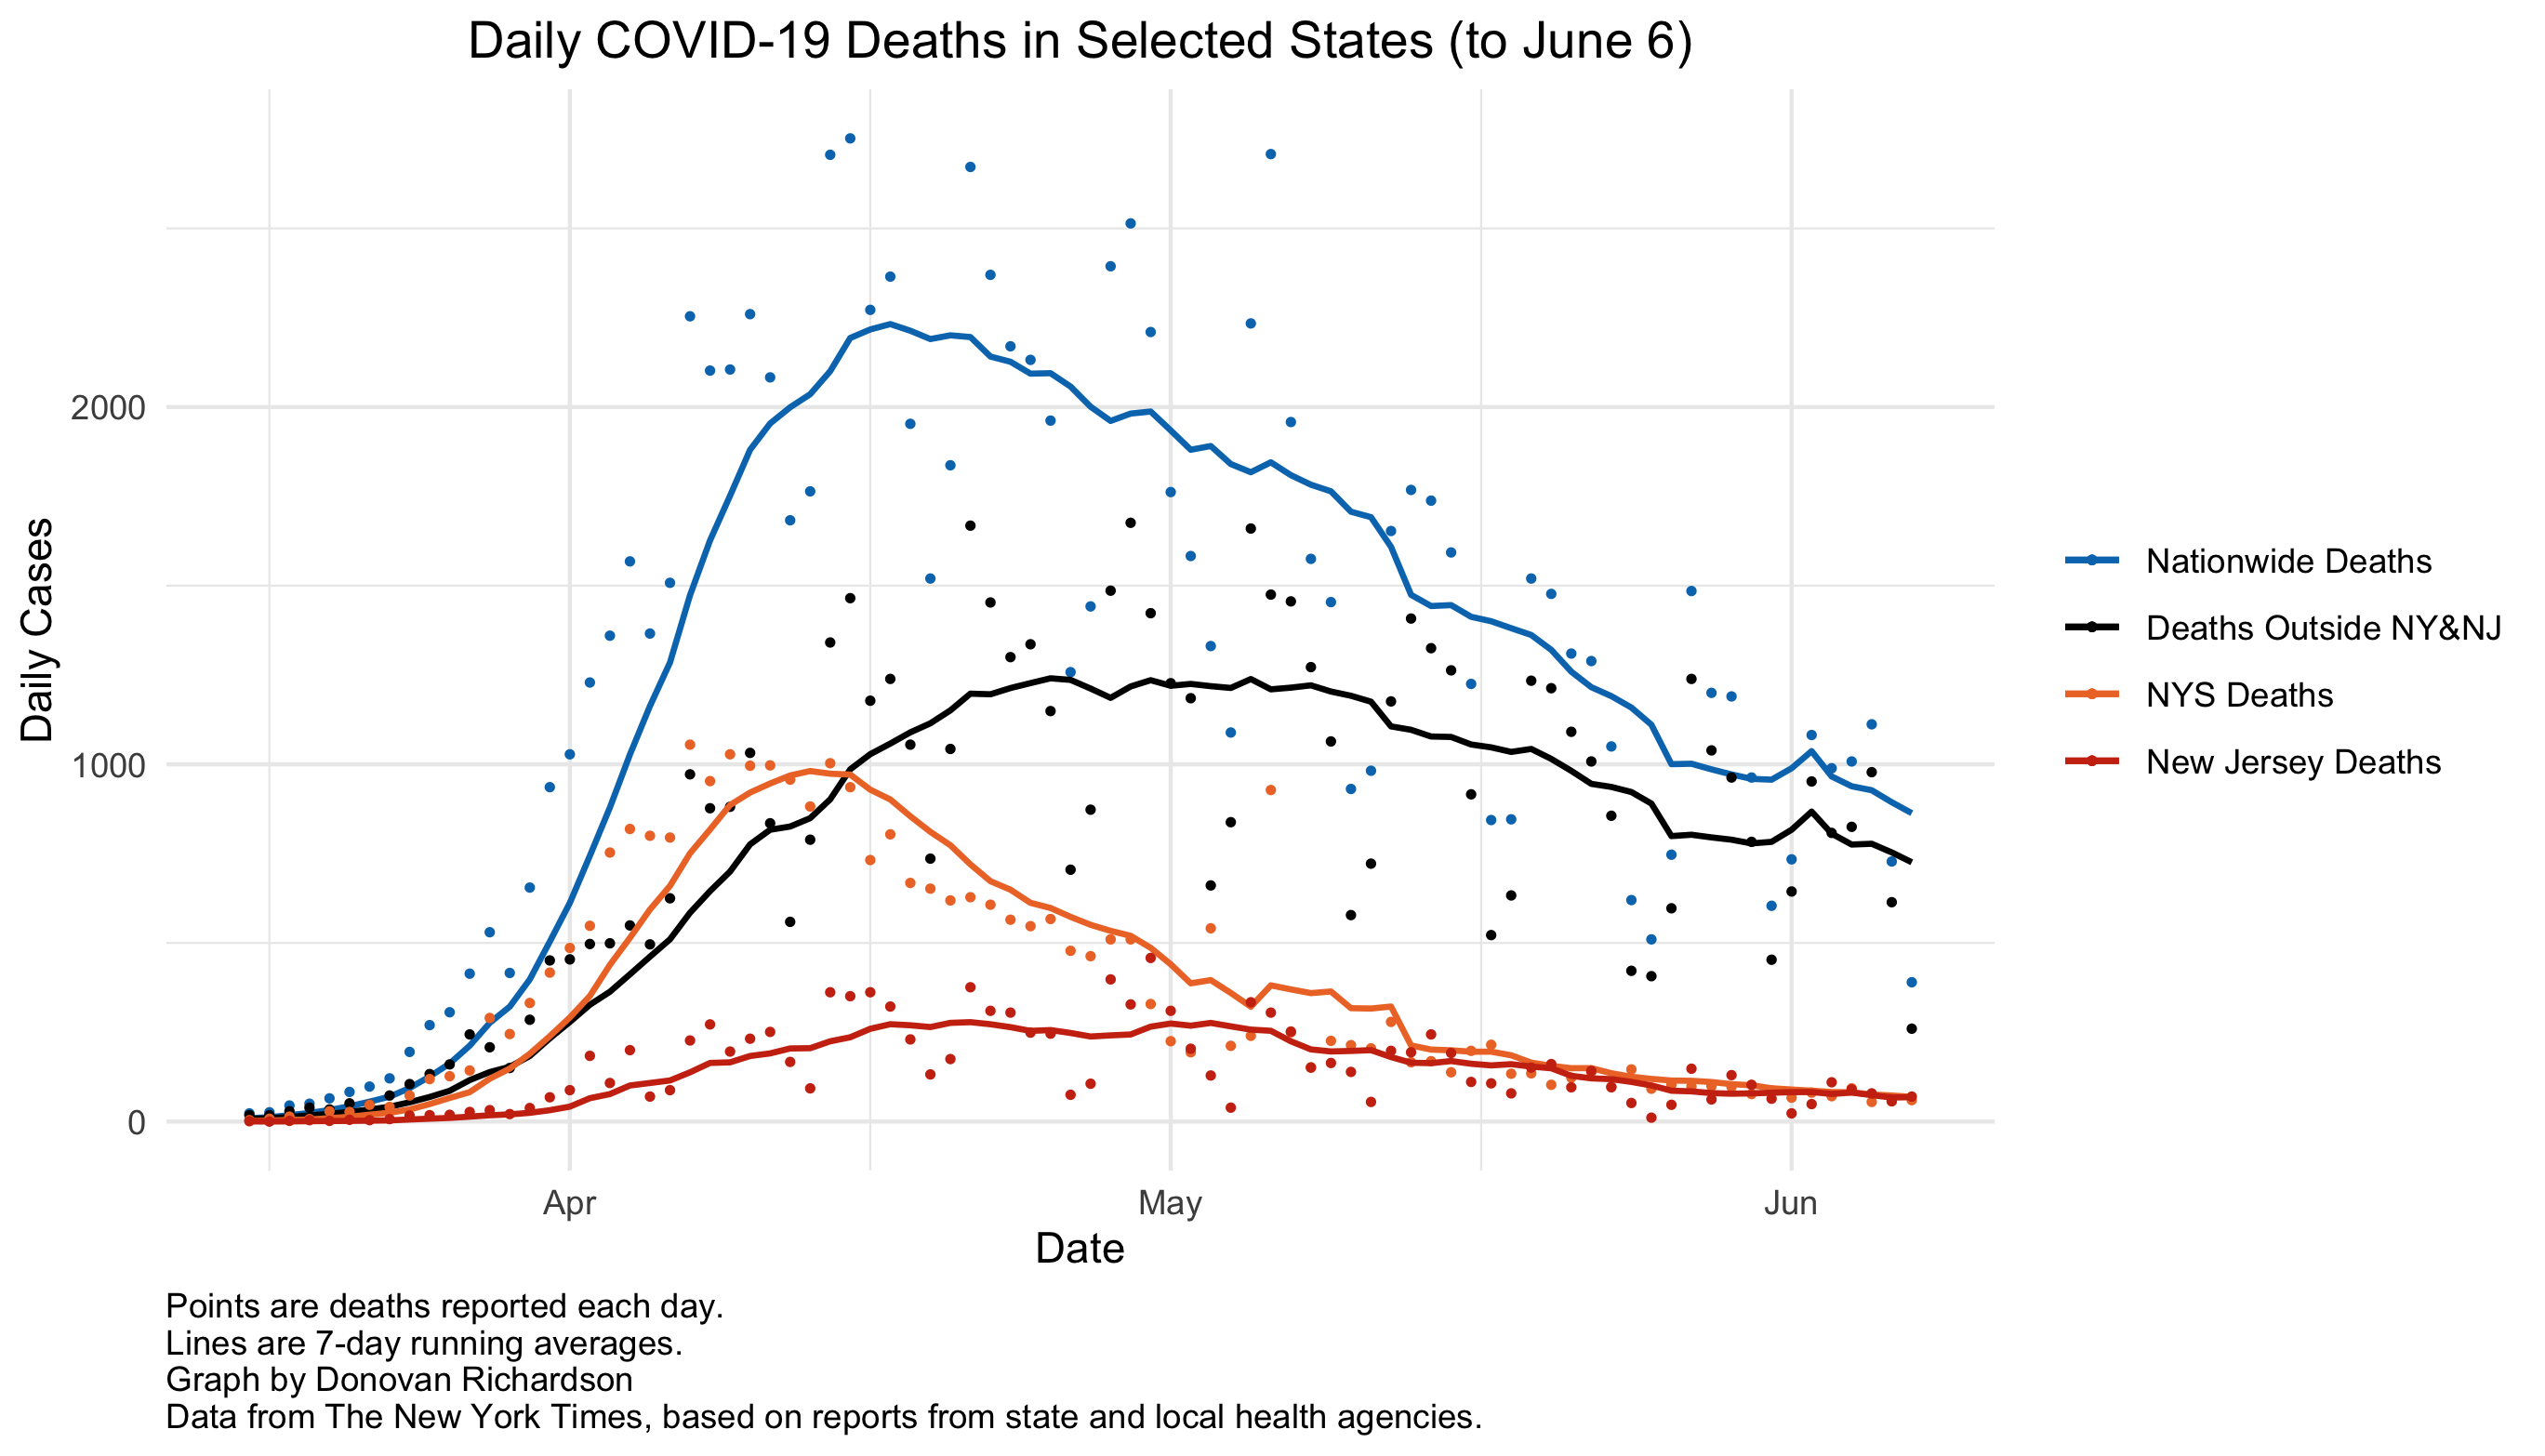 Daily COVID-19 Deaths in Selected States (to June 6)
Daily Cases
2000
1000
0
Apr
May
Jun
Date
Nationwide Deaths
Deaths Outside NY&NJ
NYS Deaths
New Jersey Deaths
Points are deaths reported each day.
Lines are 7-day running averages.
Graph by Donovan Richardson
Data from The New York Times, based on reports from state and local health agencies.